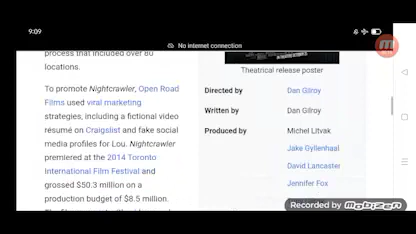 9:09
No internet connection
process that included over 80
locations.
To promote Nightcrawler, Open Road
Films used viral marketing
strategies, including a fictional video
résumé on Craigslist and fake social
media profiles for Lou. Nightcrawler
premiered at the 2014 Toronto
International Film Festival and
grossed $50.3 million on a
production budget of $8.5 million.
Theatrical release poster
Directed by Dan Gilroy
Written by Dan Gilroy
Produced by Michel Litvak
Jake Gyllenhaal
David Lancaster
Jennifer Fox
Recorded by Mobizen